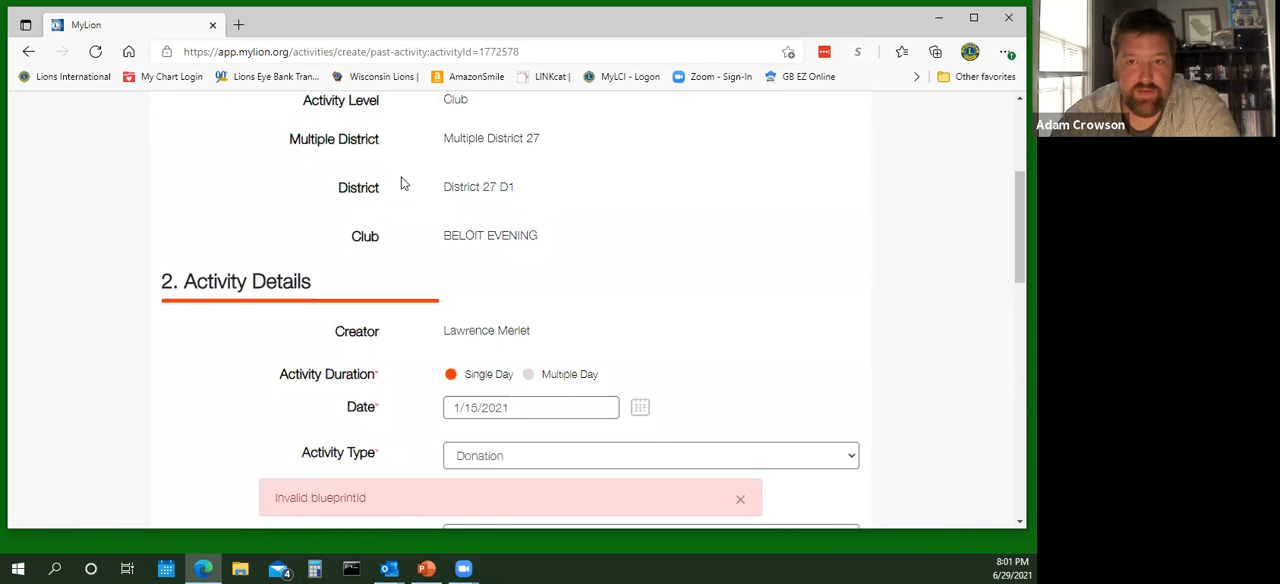 MyLion
https://app.mylion.org/activities/create/past-activity;activityId=1772578
Lions International
My Chart Login
Lions Eye Bank Tran...
Wisconsin Lions |
AmazonSmile
LINKcat |
MyLCI - Logon
Zoom - Sign-In
GB EZ Online
Other favorites
Activity Level Club
Multiple District Multiple District 27
District District 27 D1
Club BELOIT EVENING
2. Activity Details
Creator Lawrence Merlet
Activity Duration* Single Day Multiple Day
Date* 1/15/2021
Activity Type* Donation
Invalid blueprintId
Adam Crowson
4
8:01 PM
6/29/2021